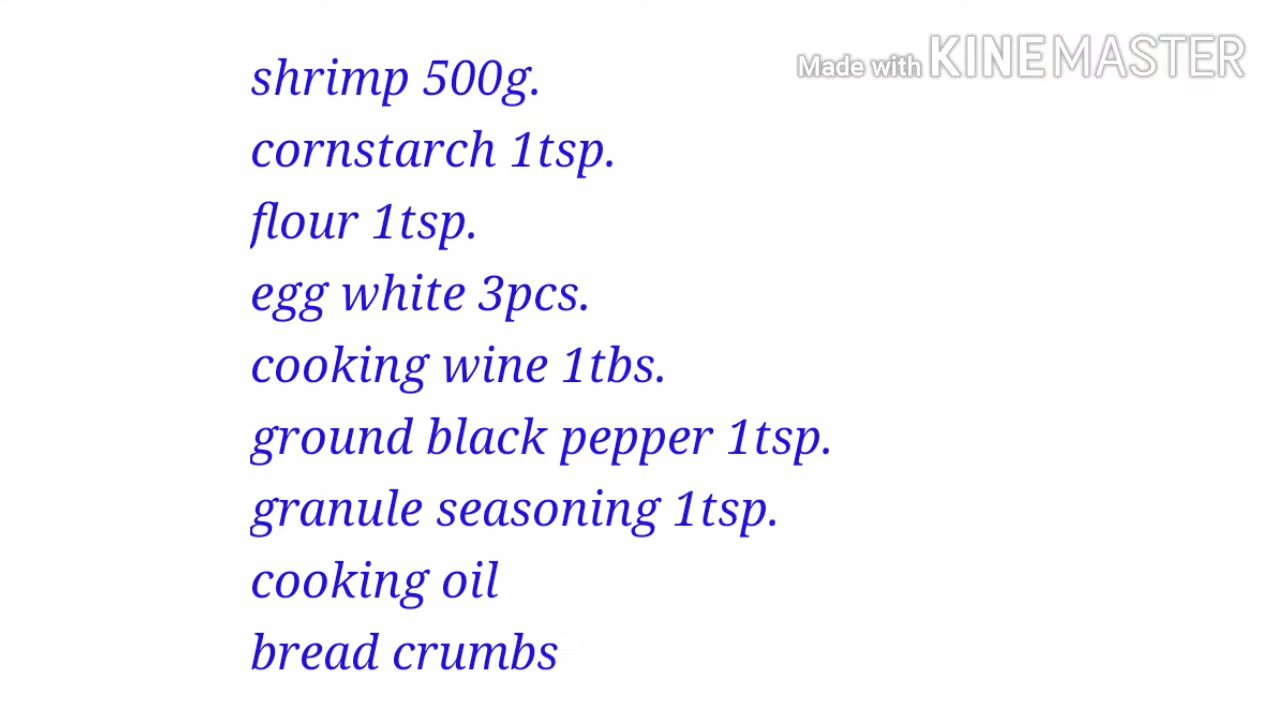 Made with KINEMASTER
shrimp 500g.
cornstarch 1tsp.
flour 1tsp.
egg white 3pcs.
cooking wine 1tbs.
ground black pepper 1tsp.
granule seasoning 1tsp.
cooking oil
bread crumbs